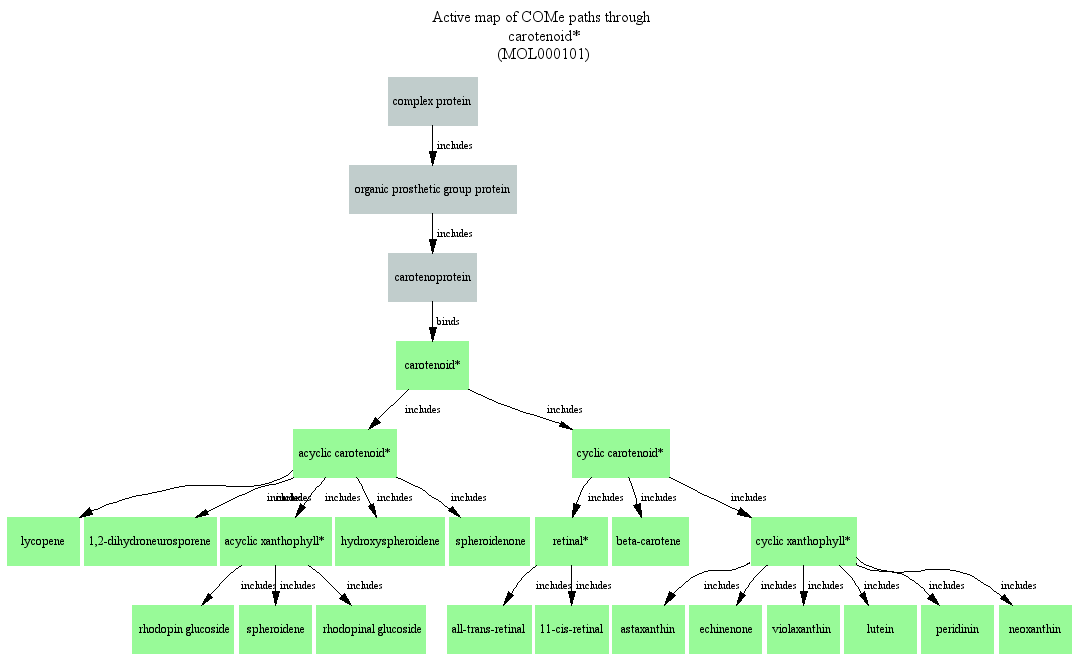 Active map of COMe paths through
carotenoid*
(MOL000101)
complex protein
includes
organic prosthetic group protein
includes
carotenoprotein
binds
carotenoid*
includes
includes
acyclic carotenoid*
cyclic carotenoid*
includes
includes
includes
includes
includes
includes
includes
includes
lycopene
1,2-dihydroneurosporene
acyclic xanthophyll*
hydroxyspheroidene
spheroidenone
retinal*
beta-carotene
cyclic xanthophyll*
includes
includes
includes
includes
includes
includes
includes
includes
includes
includes
includes
rhodopin glucoside
spheroidene
rhodopinal glucoside
all-trans-retinal
11-cis-retinal
astaxanthin
echinenone
violaxanthin
lutein
peridinin
neoxanthin